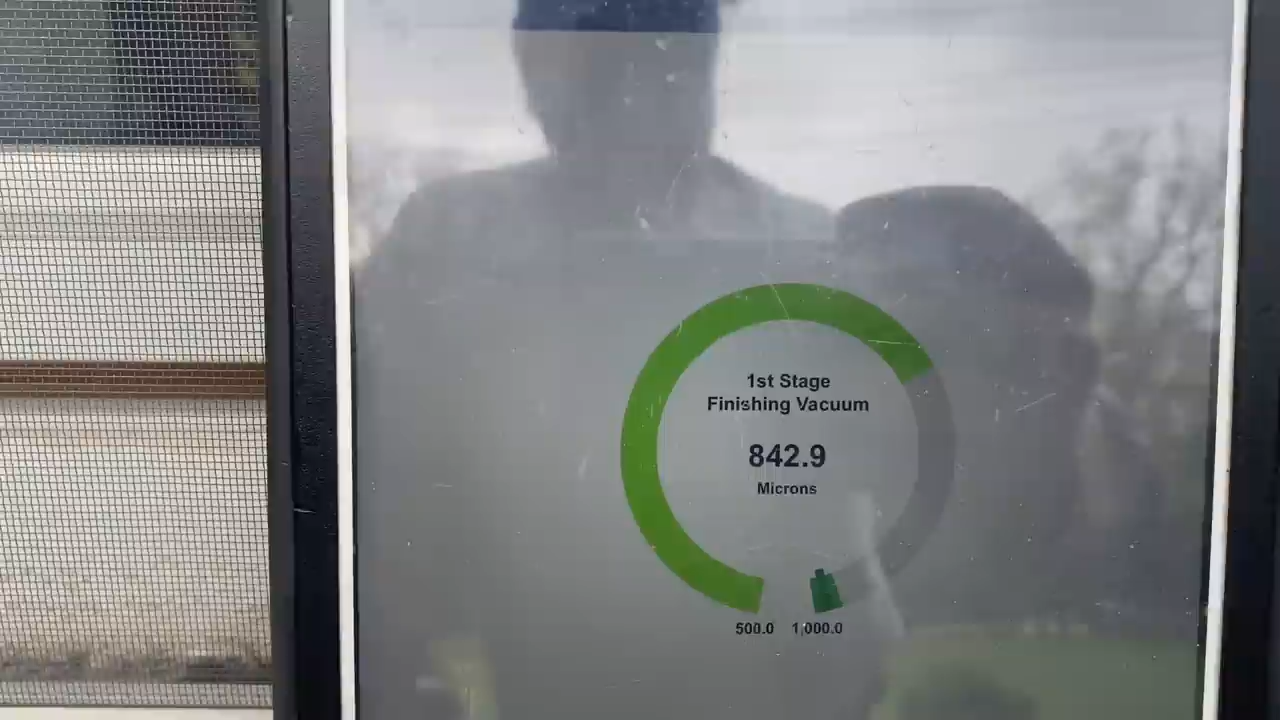 1st Stage
Finishing Vacuum
842.9
Microns
500.0 1,000.0